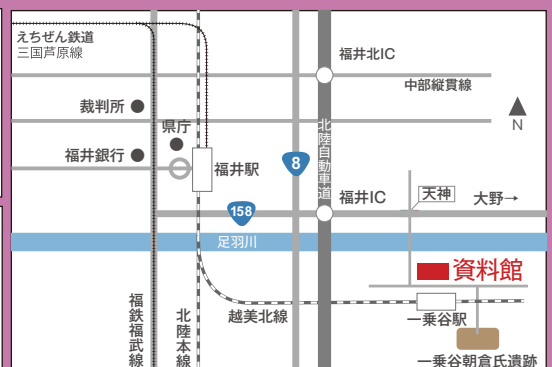 えちぜん鉄道
三国芦原線
福井北IC
中部縦貫線
裁判所
県庁
N
北陸自動車道
福井銀行
福井駅
8
福井IC
天神
大野→
158
足羽川
資料館
福鉄福武線
北陸本線
越美北線
一乗谷駅
一乗谷朝倉氏遺跡